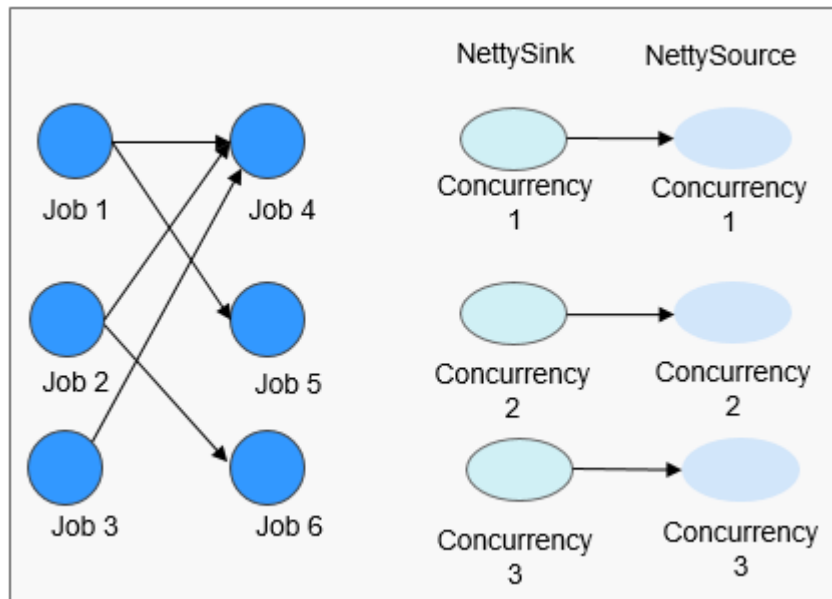 NettySink
NettySource
Job 1
Job 4
Concurrency
1
Concurrency
1
Job 2
Job 5
Concurrency
2
Concurrency
2
Job 3
Job 6
Concurrency
3
Concurrency
3